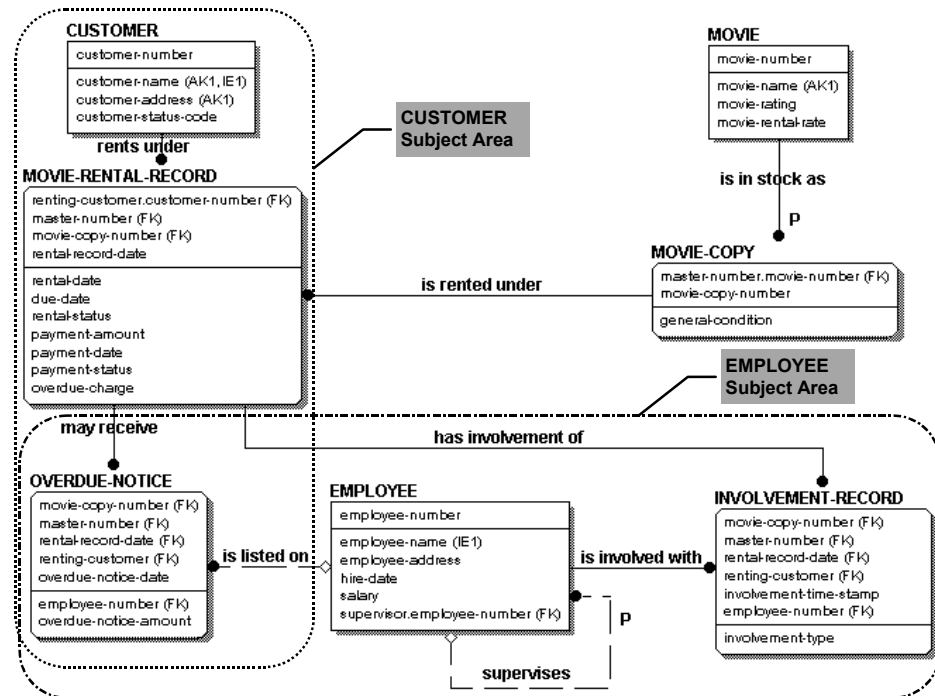 CUSTOMER
customer-number
customer-name (AK1,IE1)
customer-address (AK1)
customer-status-code
rents under
MOVIE
movie-number
movie-name (AK1)
movie-rating
movie-rental-rate
is in stock as
P
CUSTOMER
Subject Area
MOVIE-RENTAL-RECORD
renting-customer.customer-number (FK)
master-number (FK)
movie-copy-number (FK)
rental-record-date
rental-date
due-date
rental-status
payment-amount
payment-date
payment-status
overdue-charge
is rented under
MOVIE-COPY
master-number.movie-number (FK)
movie-copy-number
general-condition
EMPLOYEE
Subject Area
may receive
has involvement of
OVERDUE-NOTICE
movie-copy-number (FK)
master-number (FK)
rental-record-date (FK)
renting-customer (FK)
overdue-notice-date
employee-number (FK)
overdue-notice-amount
is listed on
EMPLOYEE
employee-number
employee-name (IE1)
employee-address
hire-date
salary
supervisor.employee-number (FK)
P
supervises
is involved with
INVOLVEMENT-RECORD
movie-copy-number (FK)
master-number (FK)
rental-record-date (FK)
renting-customer (FK)
involvement-time-stamp
employee-number (FK)
involvement-type